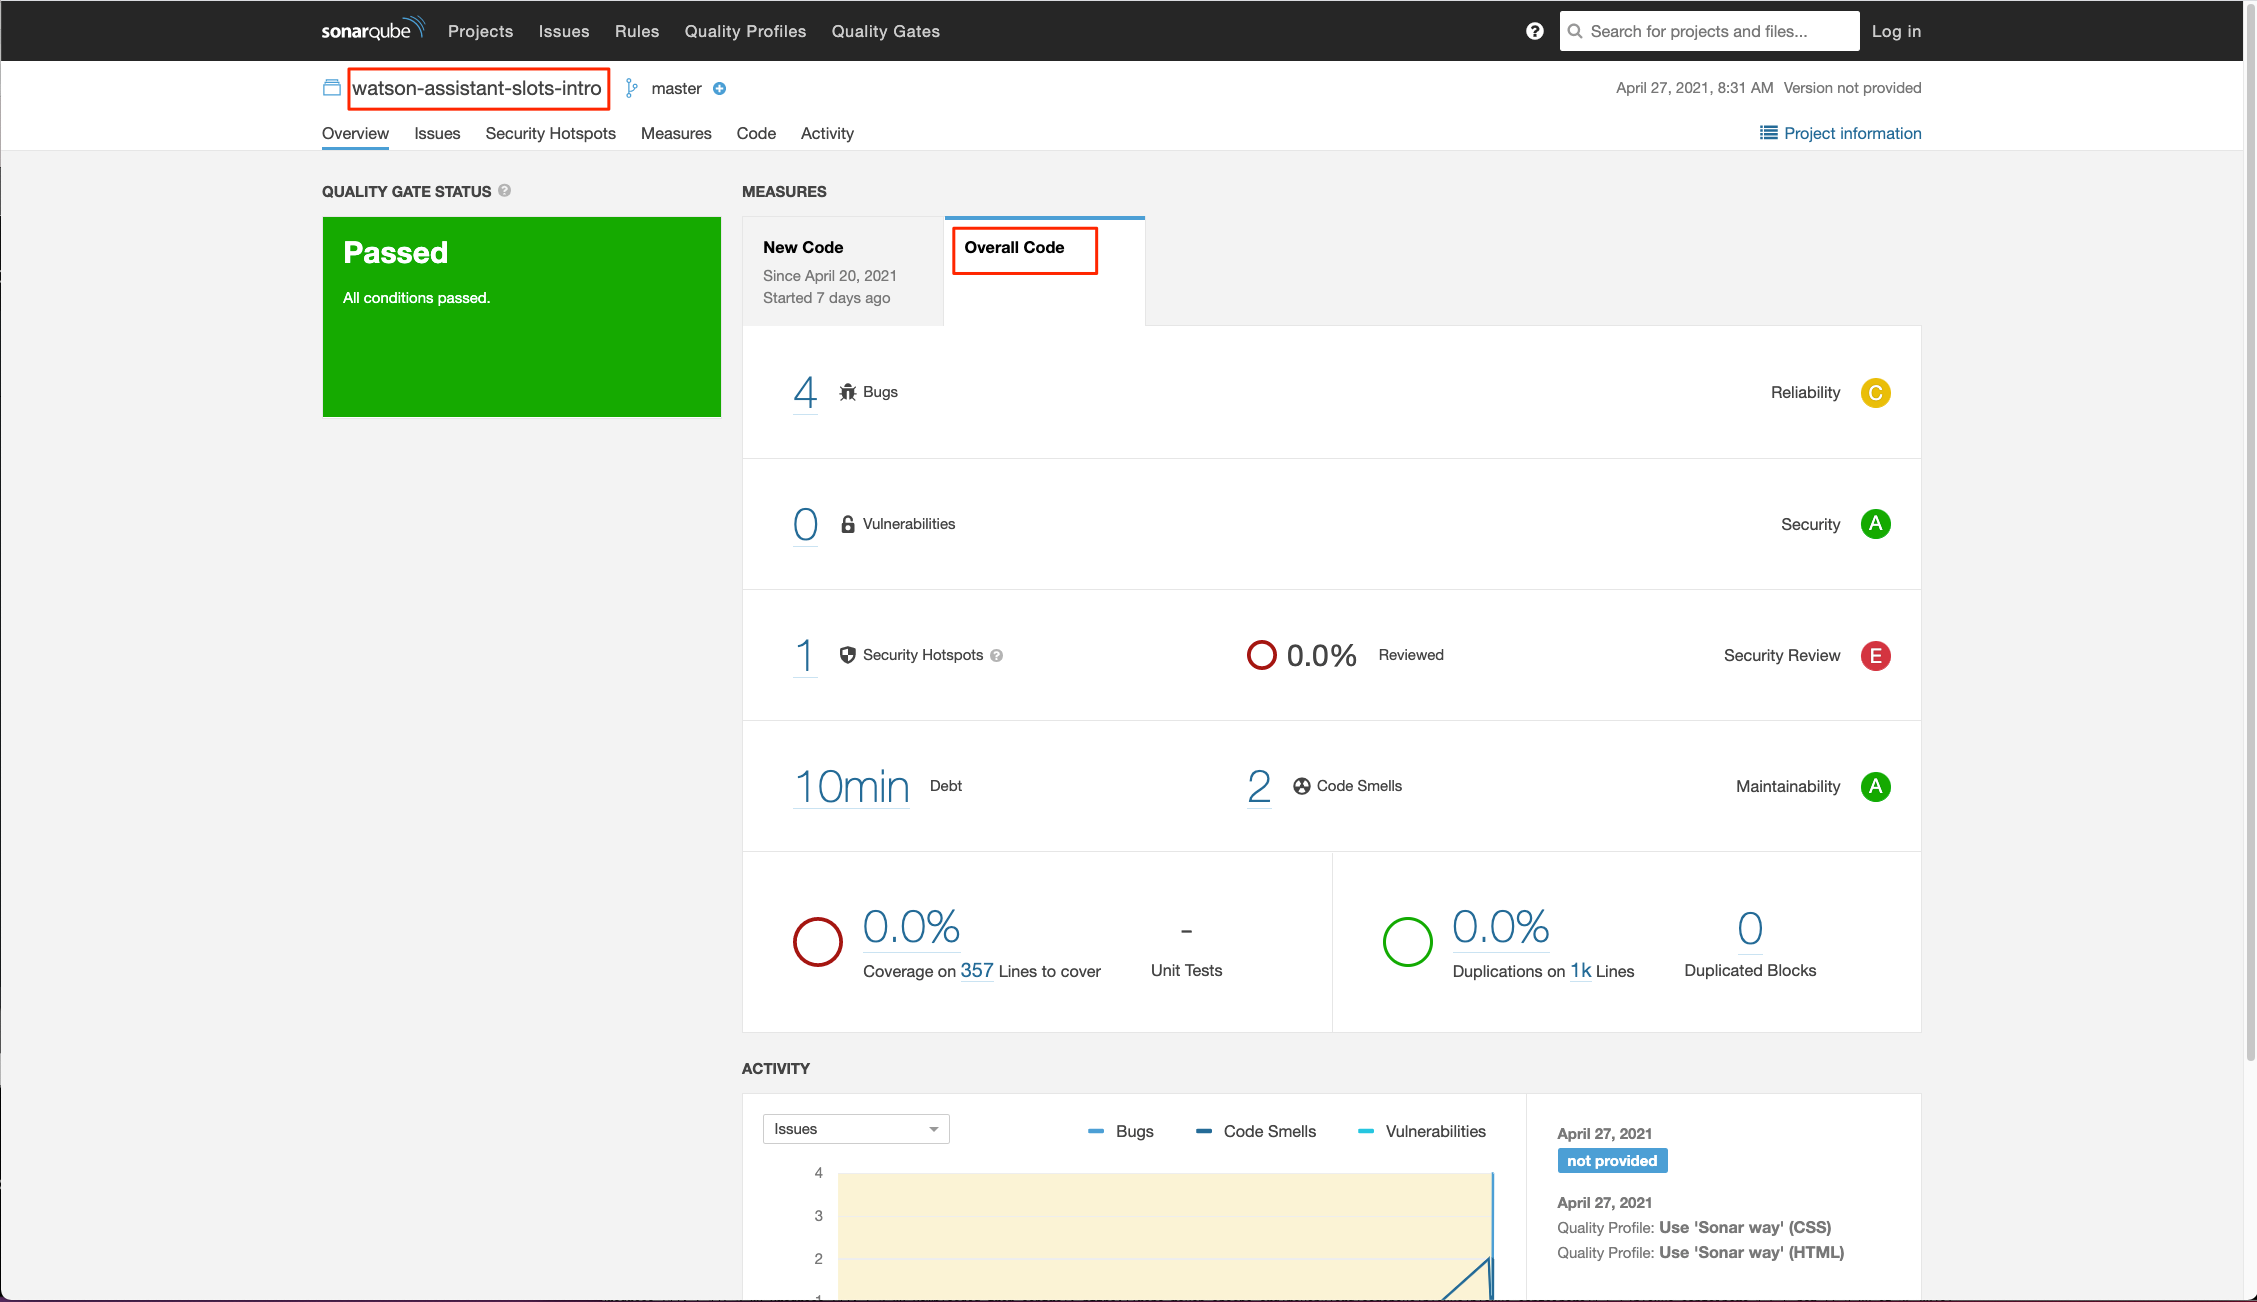 sonarqube Projects Issues Rules Quality Profiles Quality Gates ? Search for projects and files... Log in
watson-assistant-slots-intro master April 27, 2021, 8:31 AM Version not provided
Overview Issues Security Hotspots Measures Code Activity Project information
QUALITY GATE STATUS ?
Passed
All conditions passed.
MEASURES
New Code
Since April 20, 2021
Started 7 days ago
Overall Code
4 Bugs Reliability C
0 Vulnerabilities Security A
1 Security Hotspots ? 0.0% Reviewed Security Review E
10min Debt 2 Code Smells Maintainability A
0.0%
Coverage on 357 Lines to cover
-
Unit Tests
0.0%
Duplications on 1k Lines
0
Duplicated Blocks
ACTIVITY
Issues Bugs Code Smells Vulnerabilities
4
3
2
1
April 27, 2021
not provided
April 27, 2021
Quality Profile: Use 'Sonar way' (CSS)
Quality Profile: Use 'Sonar way' (HTML)